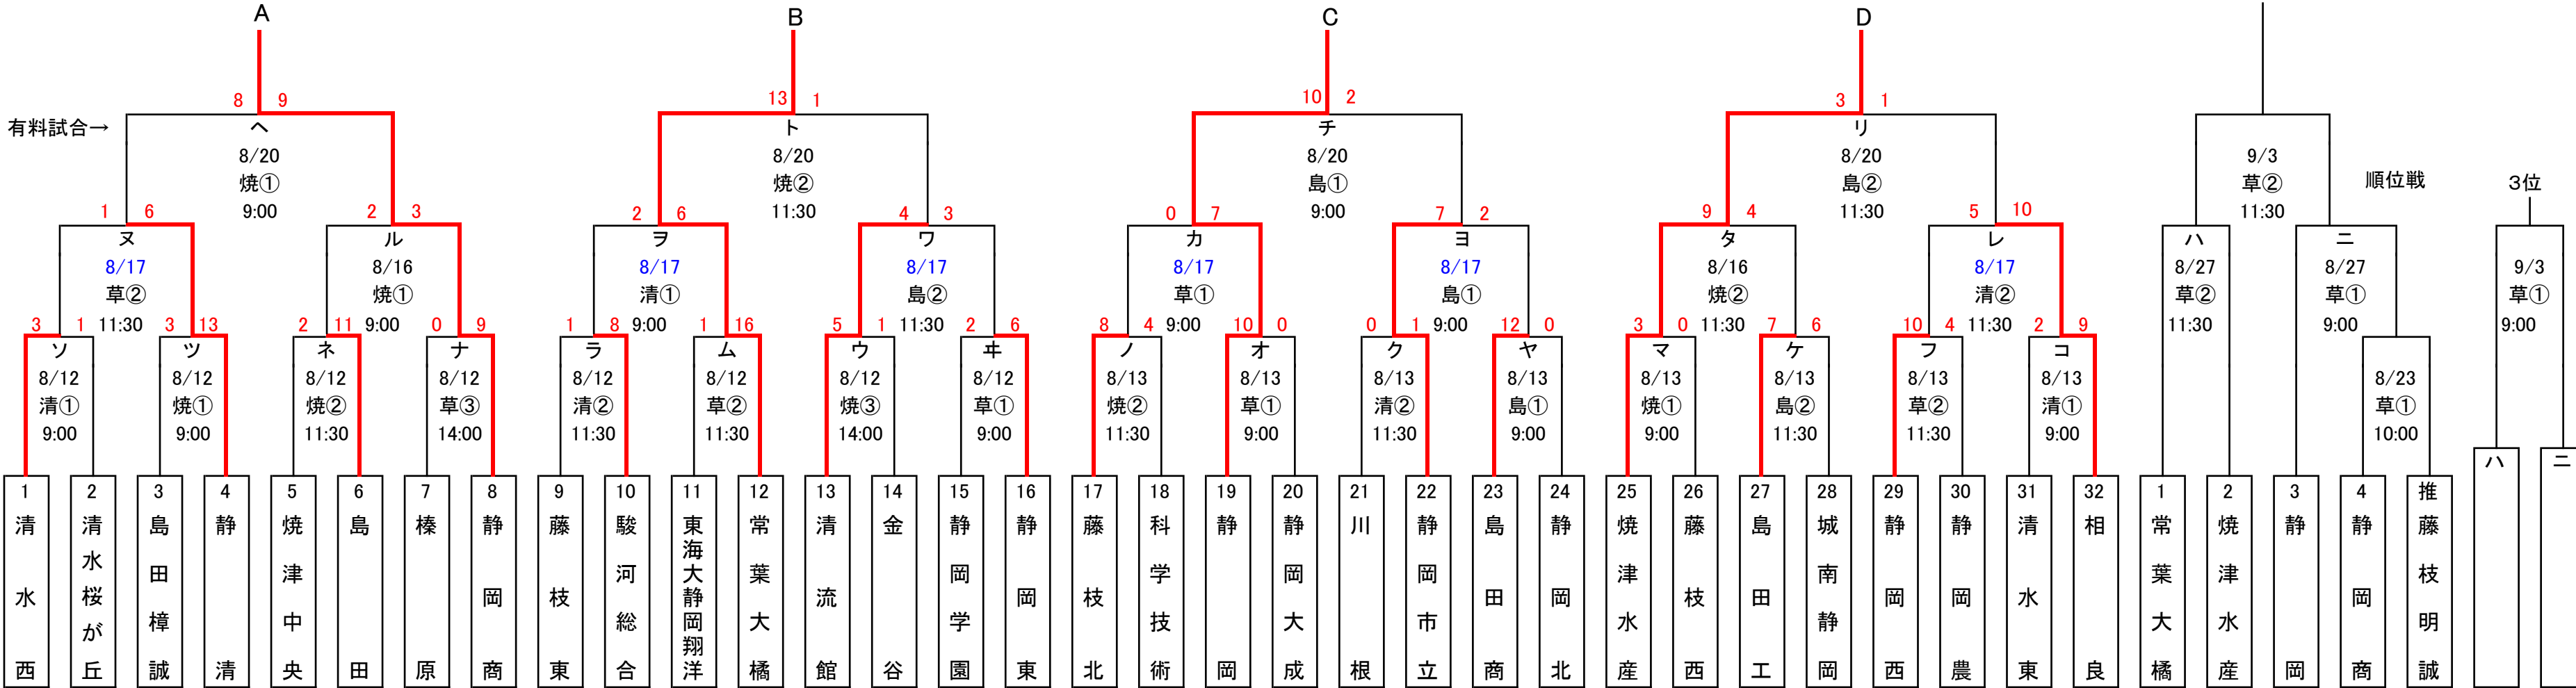 A B C D
8 9 13 1 10 2 3 1
有料試合→ ヘ ト チ リ
8/20 8/20 8/20 8/20 9/3
焼① 焼② 島① 島② 草② 順位戦 3位
9:00 11:30 9:00 11:30 11:30
1 6 2 3 2 6 4 3 0 7 7 2 9 4 5 10
ヌ ル ヲ ワ カ ヨ タ レ ハ ニ
8/17 8/16 8/17 8/17 8/17 8/17 8/16 8/17 8/27 8/27 9/3
草② 焼① 清① 島② 草① 島① 焼② 清② 草② 草① 草①
11:30 9:00 9:00 11:30 9:00 9:00 11:30 11:30 11:30 9:00 9:00
3 1 3 13 2 11 0 9 1 8 1 16 5 1 2 6 8 4 10 0 0 1 12 0 3 0 7 6 10 4 2 9
ソ ツ ネ ナ ラ ム ウ ヰ ノ オ ク ヤ マ ケ フ コ
8/12 8/12 8/12 8/12 8/12 8/12 8/12 8/12 8/13 8/13 8/13 8/13 8/13 8/13 8/13 8/13 8/23
清① 焼① 焼② 草③ 清② 草② 焼③ 草① 焼② 草① 清② 島① 焼① 島② 草② 清① 草①
9:00 9:00 11:30 14:00 11:30 11:30 14:00 9:00 11:30 9:00 11:30 9:00 9:00 11:30 11:30 9:00 10:00
1 清水西
2 清水桜が丘
3 島田樟誠
4 静清
5 焼津中央
6 島田
7 榛原
8 静岡商
9 藤枝東
10 駿河総合
11 東海大静岡翔洋
12 常葉大橘
13 清流館
14 金谷
15 静岡学園
16 静岡東
17 藤枝北
18 科学技術
19 静岡
20 静岡大成
21 川根
22 静岡市立
23 島田商
24 静岡北
25 焼津水産
26 藤枝西
27 島田工
28 城南静岡
29 静岡西
30 静岡農
31 清水東
32 相良
1 常葉大橘
2 焼津水産
3 静岡
4 静岡商
推 藤枝明誠
ハ
ニ